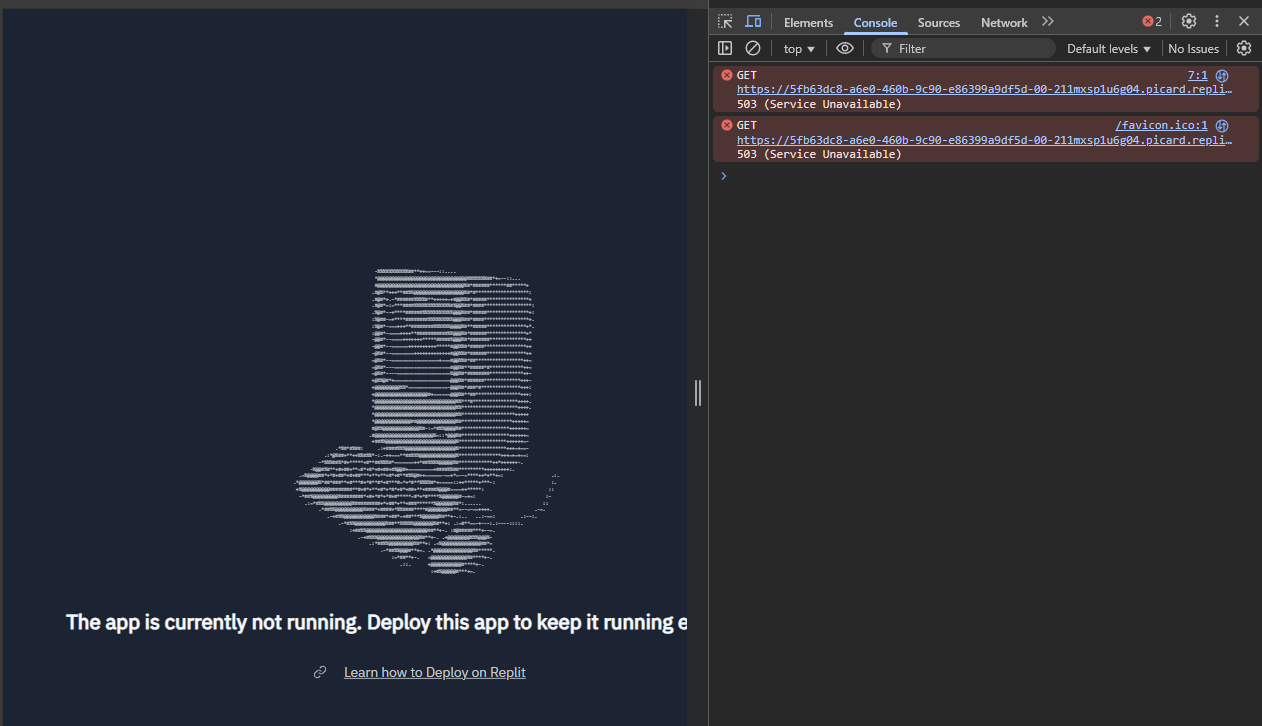 Elements Console Sources Network 2
top Filter Default levels No Issues
GET 7:1
https://5fb63dc8-a6e0-460b-9c90-e86399a9df5d-00-211mxsp1u6g04.picard.repli…
503 (Service Unavailable)
GET /favicon.ico:1
https://5fb63dc8-a6e0-460b-9c90-e86399a9df5d-00-211mxsp1u6g04.picard.repli…
503 (Service Unavailable)
The app is currently not running. Deploy this app to keep it running e
Learn how to Deploy on Replit